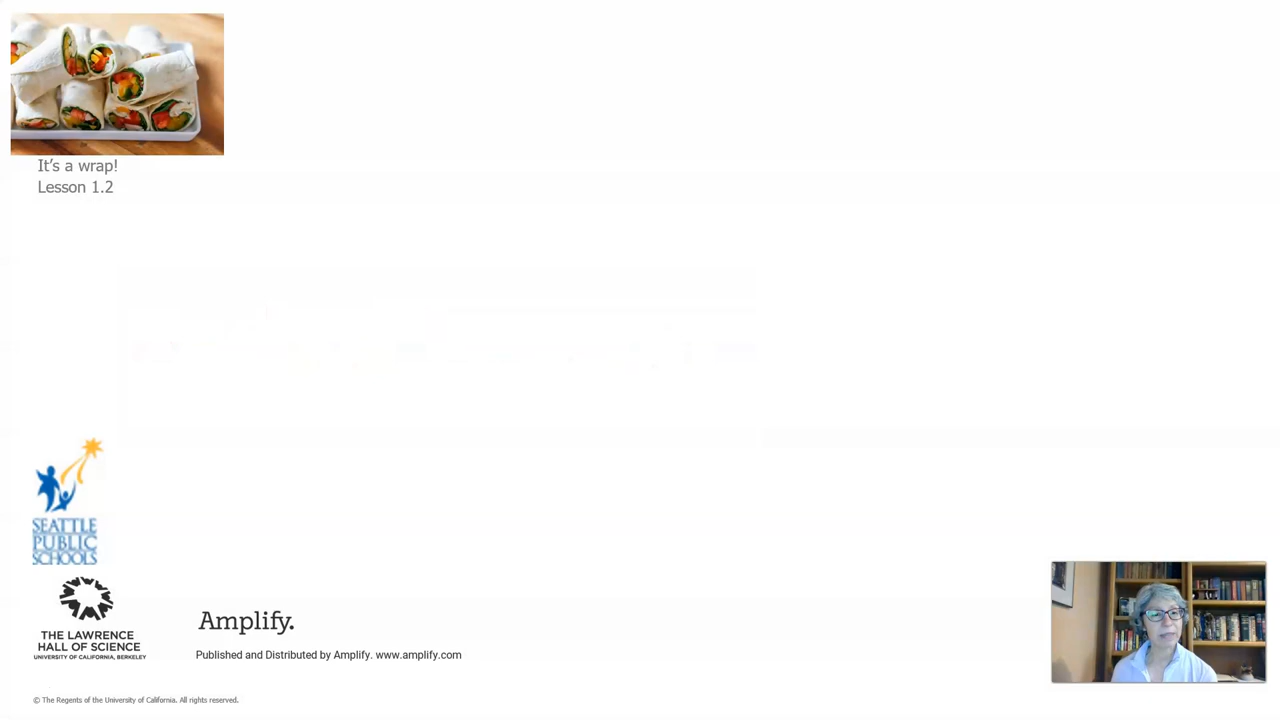 It's a wrap!
Lesson 1.2
SEATTLE
PUBLIC
SCHOOLS
THE LAWRENCE
HALL OF SCIENCE
UNIVERSITY OF CALIFORNIA, BERKELEY
Amplify.
Published and Distributed by Amplify. www.amplify.com
© The Regents of the University of California. All rights reserved.